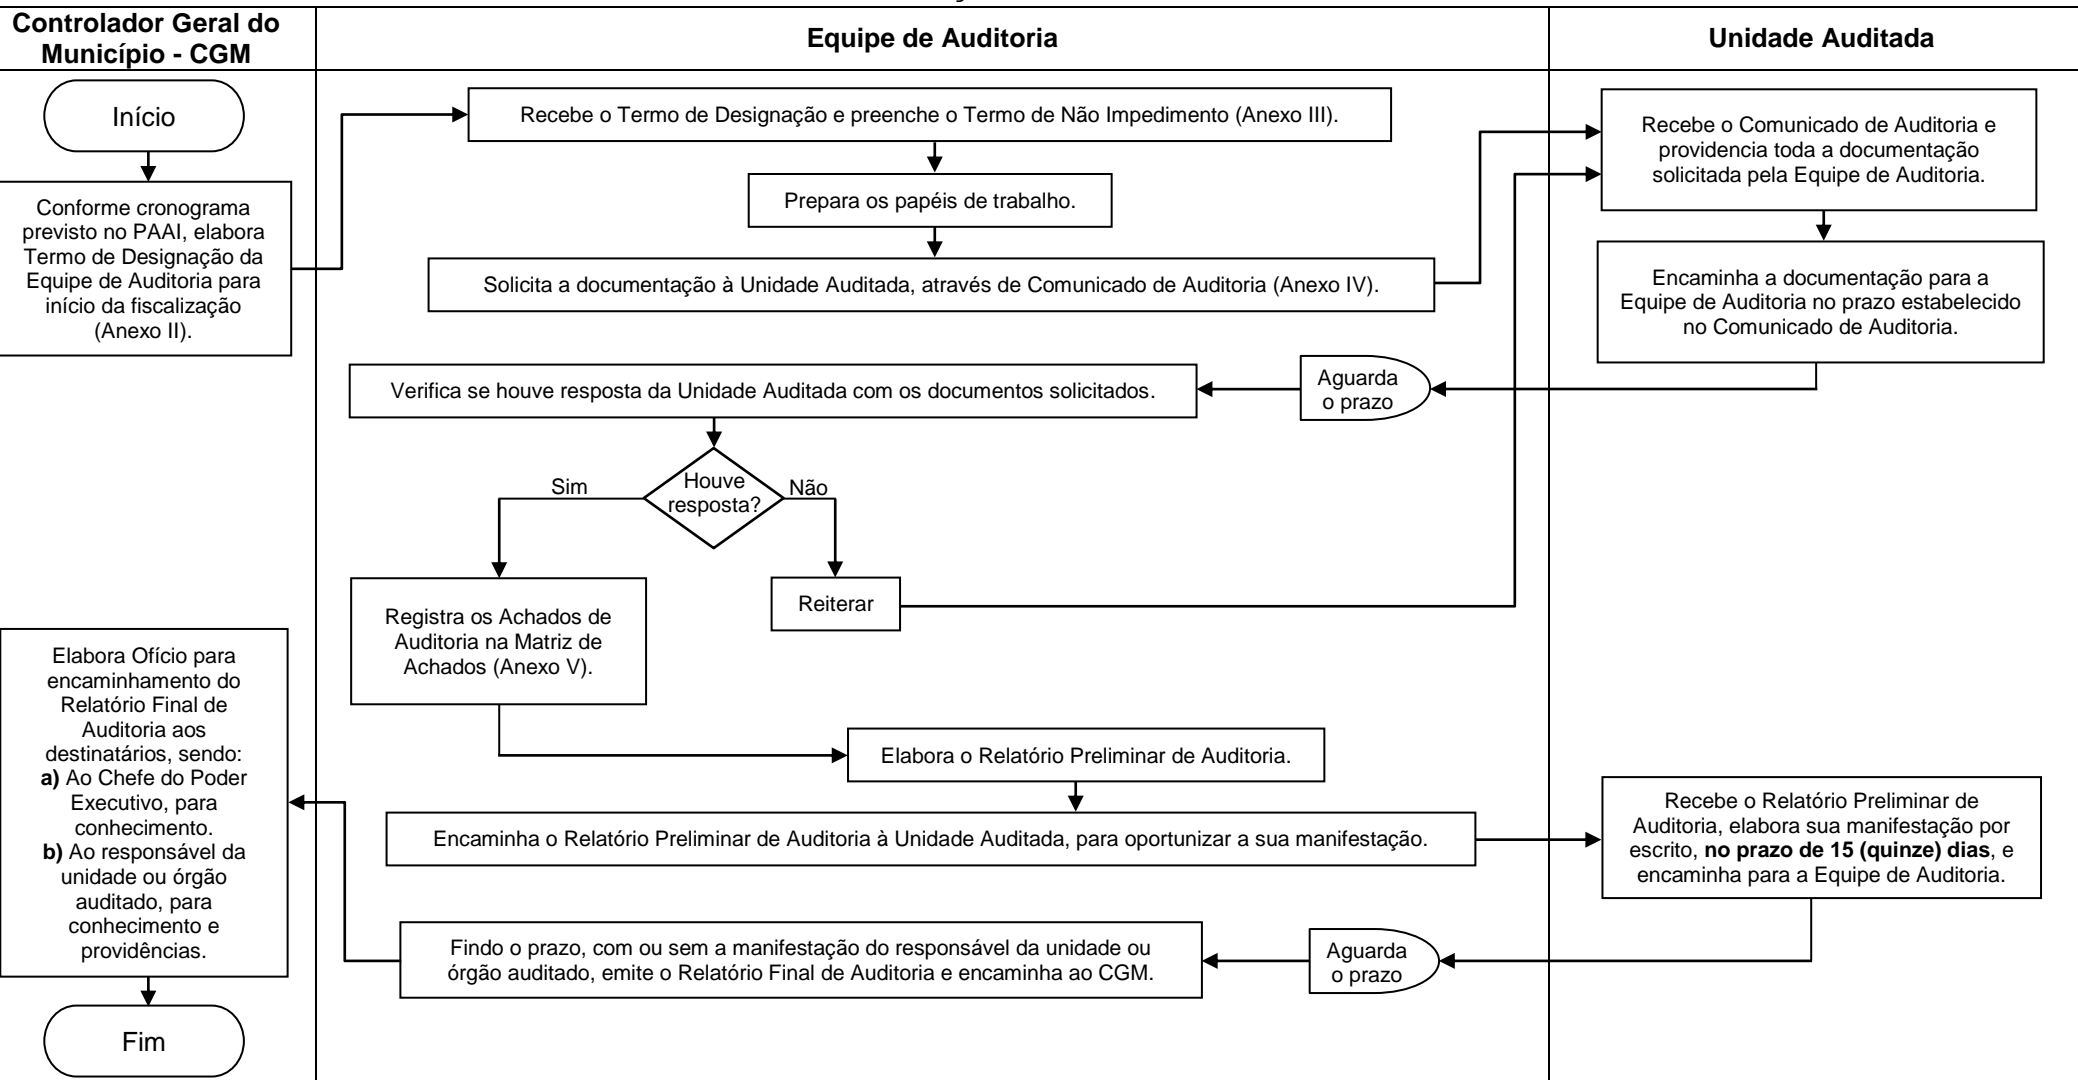 Controlador Geral do
Município - CGM
Equipe de Auditoria
Unidade Auditada
Início
Conforme cronograma
previsto no PAAI, elabora
Termo de Designação da
Equipe de Auditoria para
início da fiscalização
(Anexo II).
Recebe o Termo de Designação e preenche o Termo de Não Impedimento (Anexo III).
Prepara os papéis de trabalho.
Solicita a documentação à Unidade Auditada, através de Comunicado de Auditoria (Anexo IV).
Recebe o Comunicado de Auditoria e
providencia toda a documentação
solicitada pela Equipe de Auditoria.
Encaminha a documentação para a
Equipe de Auditoria no prazo estabelecido
no Comunicado de Auditoria.
Aguarda
o prazo
Verifica se houve resposta da Unidade Auditada com os documentos solicitados.
Houve
resposta?
Sim
Não
Reiterar
Registra os Achados de
Auditoria na Matriz de
Achados (Anexo V).
Elabora o Relatório Preliminar de Auditoria.
Encaminha o Relatório Preliminar de Auditoria à Unidade Auditada, para oportunizar a sua manifestação.
Recebe o Relatório Preliminar de
Auditoria, elabora sua manifestação por
escrito, no prazo de 15 (quinze) dias, e
encaminha para a Equipe de Auditoria.
Aguarda
o prazo
Findo o prazo, com ou sem a manifestação do responsável da unidade ou
órgão auditado, emite o Relatório Final de Auditoria e encaminha ao CGM.
Elabora Ofício para
encaminhamento do
Relatório Final de
Auditoria aos
destinatários, sendo:
a) Ao Chefe do Poder
Executivo, para
conhecimento.
b) Ao responsável da
unidade ou órgão
auditado, para
conhecimento e
providências.
Fim